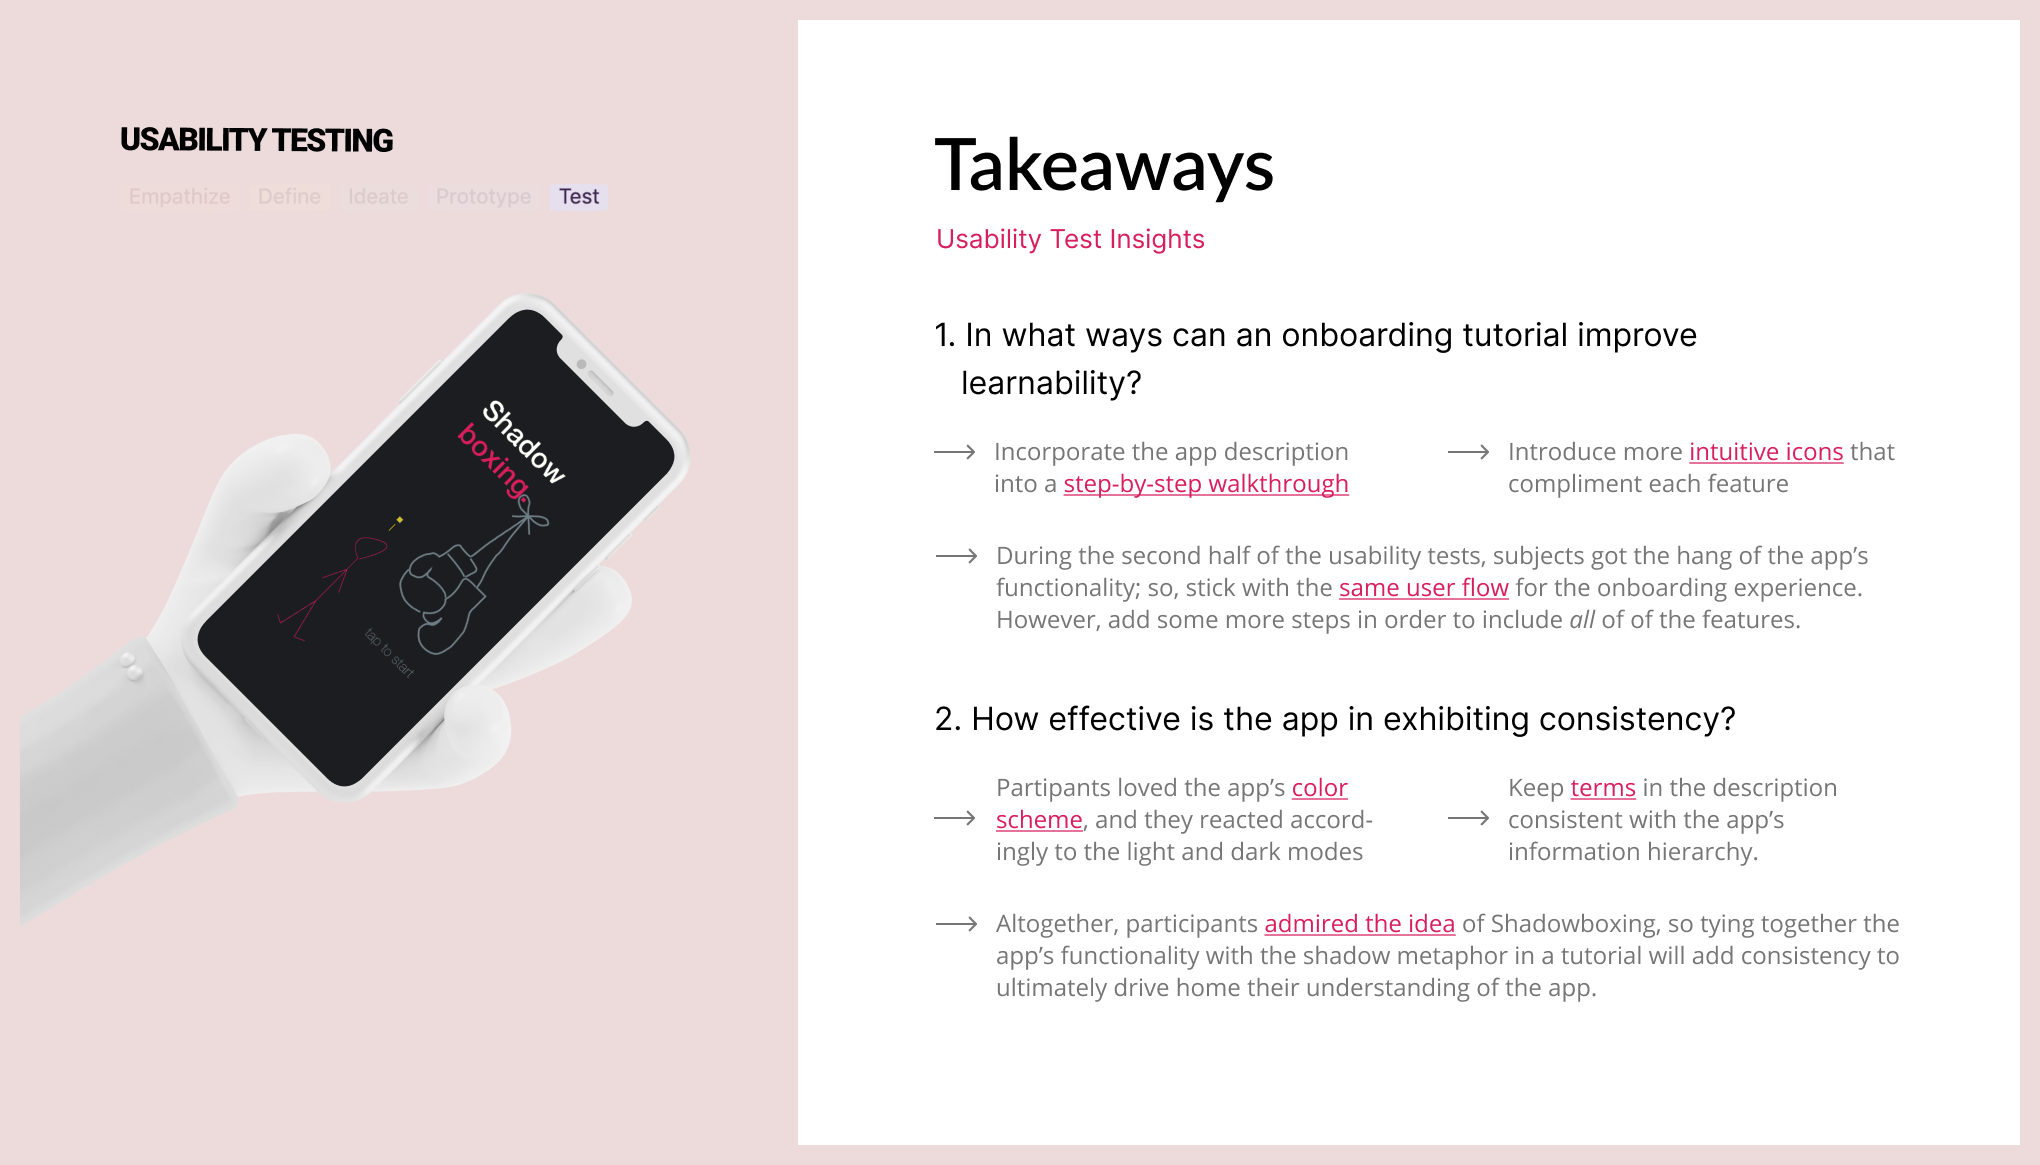 USABILITY TESTING
Empathize Define Ideate Prototype Test
Shadow
boxing.
tap to start
Takeaways
Usability Test Insights
1. In what ways can an onboarding tutorial improve
learnability?
Incorporate the app description
into a step-by-step walkthrough
Introduce more intuitive icons that
compliment each feature
During the second half of the usability tests, subjects got the hang of the app’s
functionality; so, stick with the same user flow for the onboarding experience.
However, add some more steps in order to include all of of the features.
2. How effective is the app in exhibiting consistency?
Partipants loved the app’s color
scheme, and they reacted accord-
ingly to the light and dark modes
Keep terms in the description
consistent with the app’s
information hierarchy.
Altogether, participants admired the idea of Shadowboxing, so tying together the
app’s functionality with the shadow metaphor in a tutorial will add consistency to
ultimately drive home their understanding of the app.